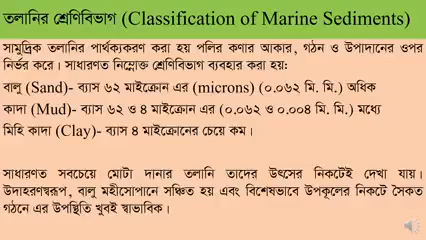 তলানির শ্রেণিবিভাগ (Classification of Marine Sediments)
সামুদ্রিক তলানির পার্থক্যকরণ করা হয় পলির কণার আকার, গঠন ও উপাদানের ওপর
নির্ভর করে। সাধারণত নিম্নোক্ত শ্রেণিবিভাগ ব্যবহার করা হয়:
বালু (Sand)- ব্যাস ৬২ মাইক্রোন এর (microns) (০.০৬২ মি. মি.) অধিক
কাদা (Mud)- ব্যাস ৬২ ও ৪ মাইক্রোন এর (০.০৬২ ও ০.০০৪ মি. মি.) মধ্যে
মিহি কাদা (Clay)- ব্যাস ৪ মাইক্রোনের চেয়ে কম।
সাধারণত সবচেয়ে মোটা দানার তলানি তাদের উৎসের নিকটেই দেখা যায়।
উদাহরণস্বরূপ, বালু মহীসোপানে সঞ্চিত হয় এবং বিশেষভাবে উপকূলের নিকটে সৈকত
গঠনে এর উপস্থিতি খুবই স্বাভাবিক।